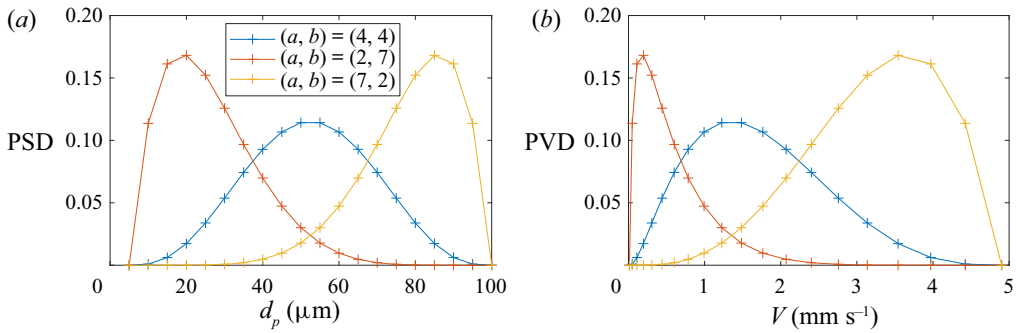 (a)
0.20
0.15
0.10
0.05
PSD
(a, b) = (4, 4)
(a, b) = (2, 7)
(a, b) = (7, 2)
0 20 40 60 80 100
d_p (μm)
(b)
0.20
0.15
0.10
0.05
PVD
0 1 2 3 4 5
V (mm s⁻¹)